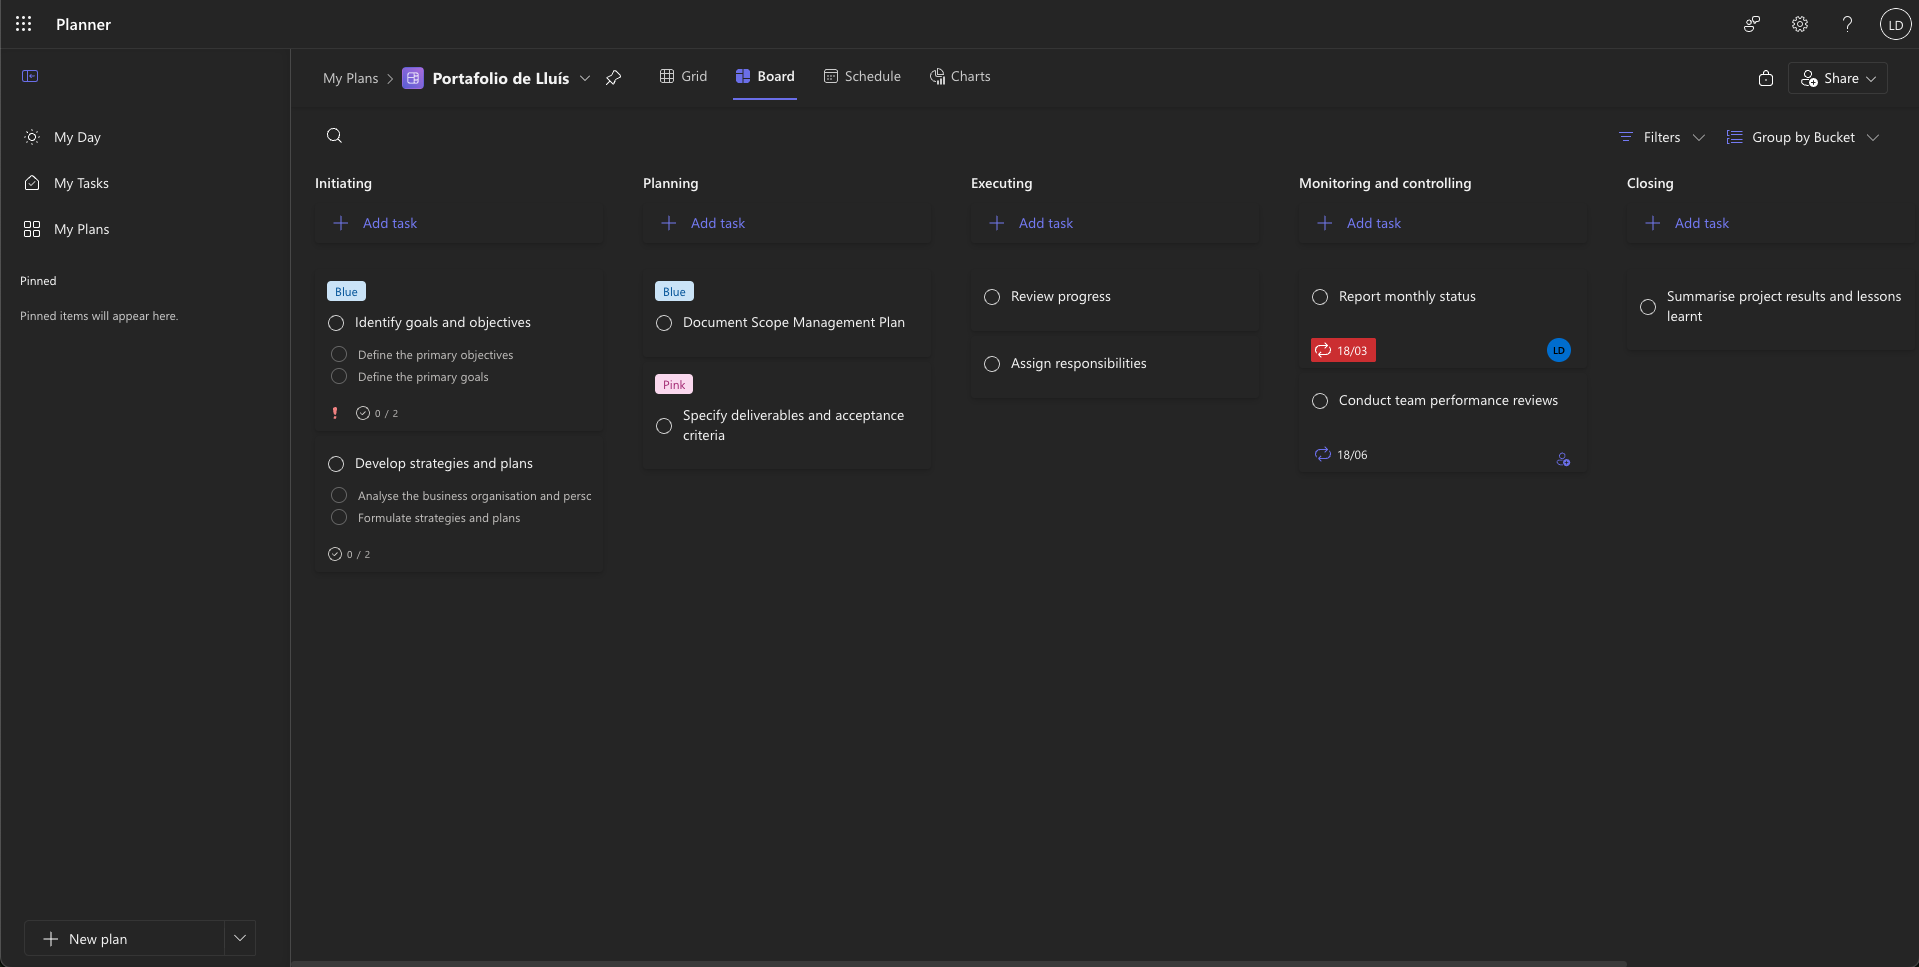 Planner
LD
My Day
My Tasks
My Plans
Pinned
Pinned items will appear here.
New plan
My Plans
Portafolio de Lluís
Grid
Board
Schedule
Charts
Share
Filters
Group by Bucket
Initiating
Add task
Blue
Identify goals and objectives
Define the primary objectives
Define the primary goals
0 / 2
Develop strategies and plans
Analyse the business organisation and persc
Formulate strategies and plans
0 / 2
Planning
Add task
Blue
Document Scope Management Plan
Pink
Specify deliverables and acceptance
criteria
Executing
Add task
Review progress
Assign responsibilities
Monitoring and controlling
Add task
Report monthly status
18/03
LD
Conduct team performance reviews
18/06
Closing
Add task
Summarise project results and lessons
learnt